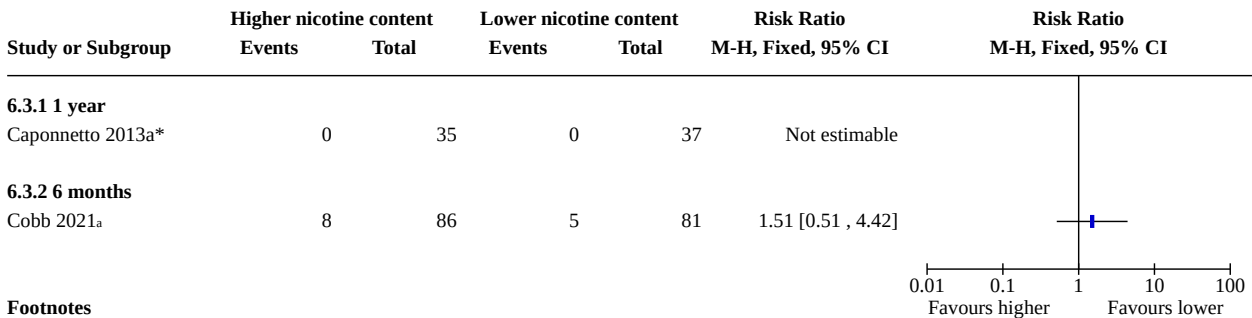 Higher nicotine content Lower nicotine content Risk Ratio Risk Ratio
Study or Subgroup Events Total Events Total M-H, Fixed, 95% CI M-H, Fixed, 95% CI
6.3.1 1 year
Caponnetto 2013a* 0 35 0 37 Not estimable
6.3.2 6 months
Cobb 2021a 8 86 5 81 1.51 [0.51 , 4.42]
0.01 0.1 1 10 100
Footnotes Favours higher Favours lower